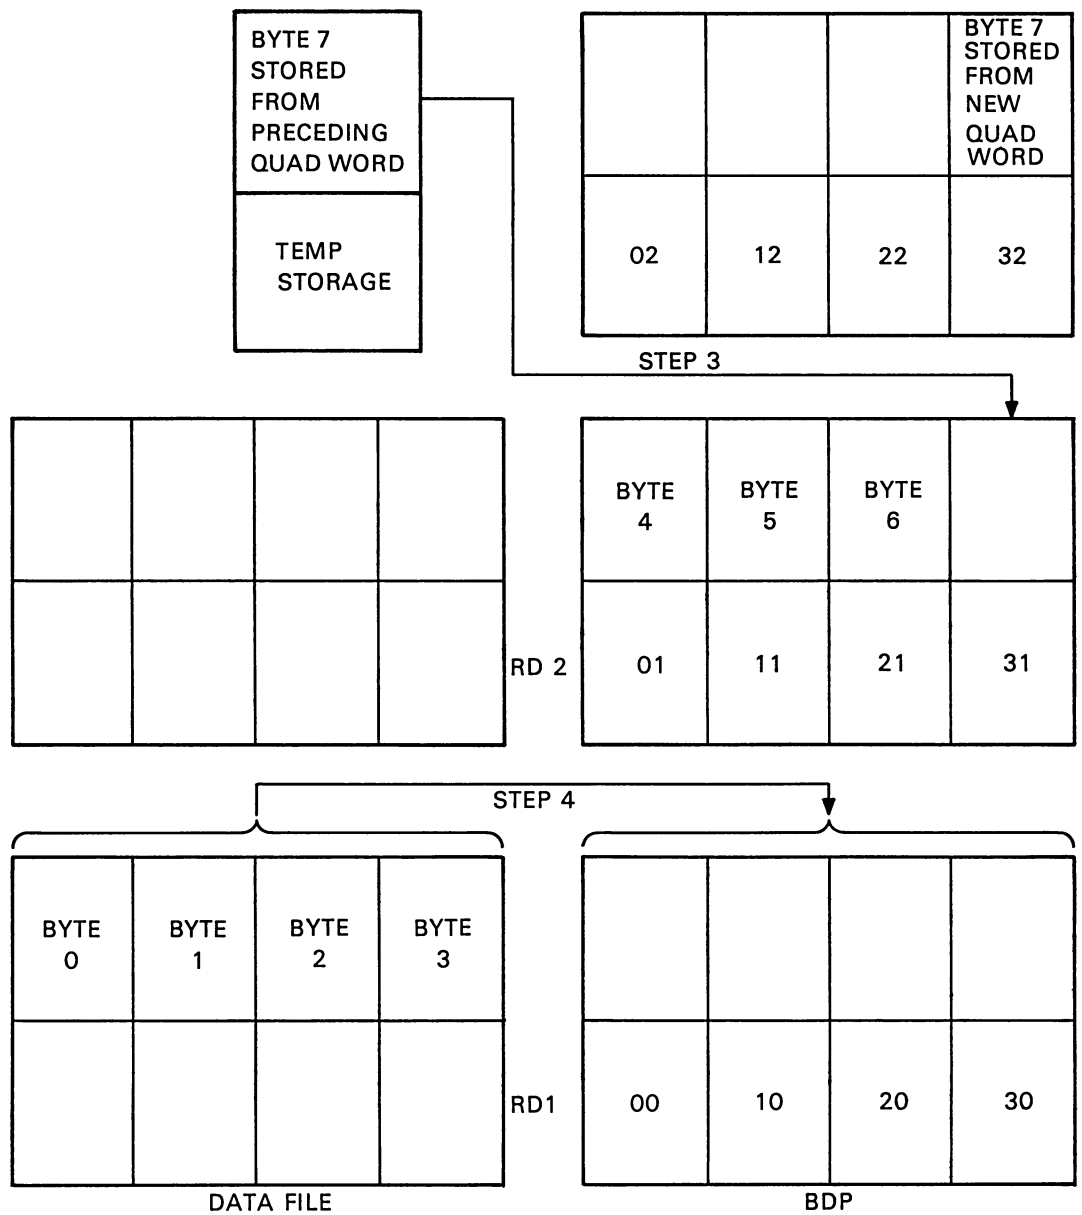 BYTE 7
STORED
FROM
PRECEDING
QUAD WORD
TEMP
STORAGE
BYTE 7
STORED
FROM
NEW
QUAD
WORD
02 12 22 32
STEP 3
BYTE 4
BYTE 5
BYTE 6
RD 2
01 11 21 31
STEP 4
BYTE 0
BYTE 1
BYTE 2
BYTE 3
RD1
00 10 20 30
DATA FILE
BDP